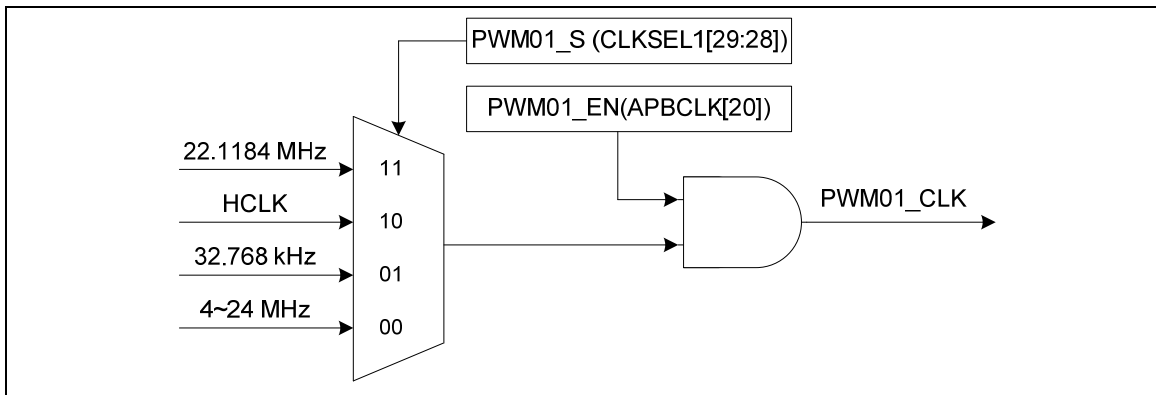 PWM01_S (CLKSEL1[29:28])
PWM01_EN(APBCLK[20])
22.1184 MHz
11
HCLK
10
32.768 kHz
01
4~24 MHz
00
PWM01_CLK